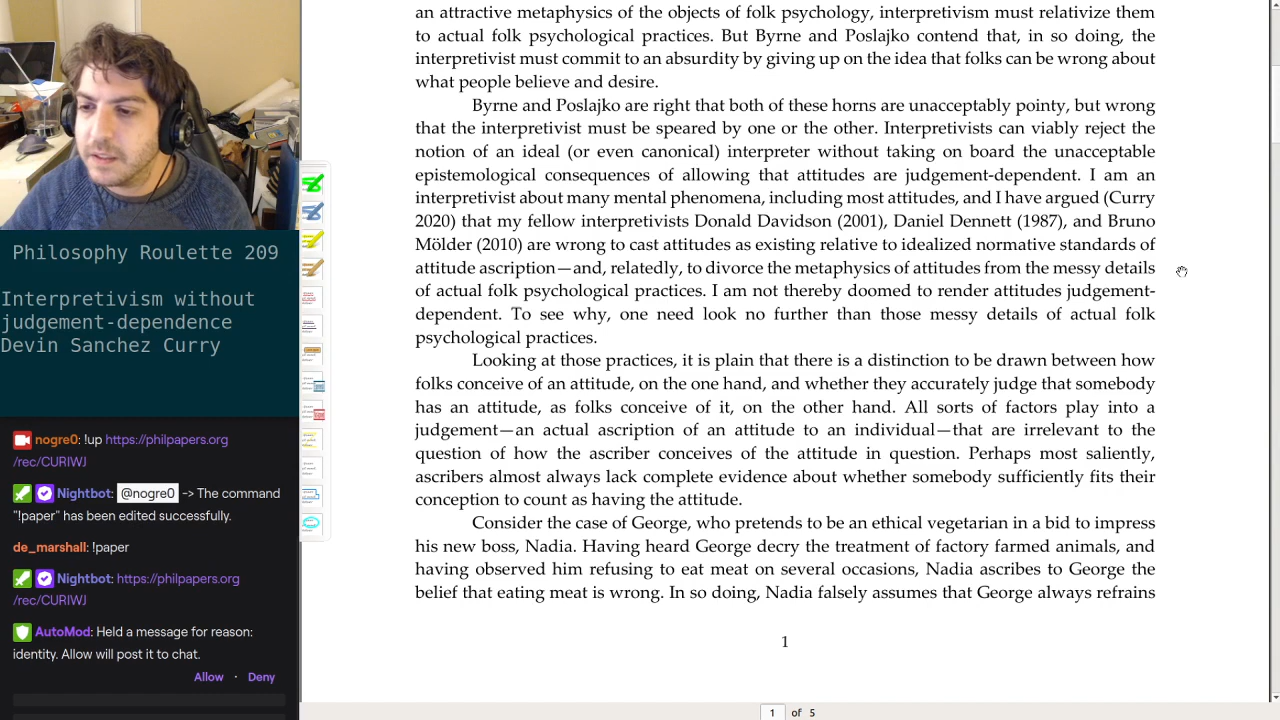 an attractive metaphysics of the objects of folk psychology, interpretivism must relativize them
to actual folk psychological practices. But Byrne and Poslajko contend that, in so doing, the
interpretivist must commit to an absurdity by giving up on the idea that folks can be wrong about
what people believe and desire.
Byrne and Poslajko are right that both of these horns are unacceptably pointy, but wrong
that the interpretivist must be speared by one or the other. Interpretivists can viably reject the
notion of an ideal (or even canonical) interpreter without taking on board the unacceptable
epistemological consequences of allowing that attitudes are judgement-dependent. I am an
interpretivist about many mental phenomena, including most attitudes, and I have argued (Curry
2020) that my fellow interpretivists Donald Davidson (2001), Daniel Dennett (1987), and Bruno
Mölder (2010) are wrong to cast attitudes as existing relative to idealized normative standards of
attitude ascription—and, relatedly, to divorce the metaphysics of attitudes from the messy details
of actual folk psychological practices. But I am not thereby doomed to render attitudes judgement-
dependent. To see why, one need look no further than those messy details of actual folk
psychological practices.
Looking at folk psychology in practice reveals that there is a distinction to be drawn between how
folks conceive of an attitude, on the one hand, and whether they accurately judge that somebody
has an attitude, as folks conceive of it, on the other hand. All sorts of factors play into a
judgement—an
Philosophy Roulette 209
Interpretivism without
judgement-dependence
Devin Sanchez Curry
has an attitude
judgement—an ascription of an attitude to an individual—that are irrelevant to the
question of how the ascriber conceives of the attitude in question. Perhaps most evidently,
ascribers most often lack complete evidence about whether somebody is accurately, on their
conception, to counted as having an attitude.
Consider the case of George, who pretends to be an ethical vegetarian in a bid to impress
his new boss, Nadia. Having heard George decry the treatment of factory farmed animals, and
having observed him refusing to eat meat on several occasions, Nadia ascribes to George the
belief that eating meat is wrong. In so doing, Nadia falsely assumes that George always refrains
1
nogre0: !up https://philpapers.org
/rec/CURIWJ
Nightbot: @nogre0 -> The command
"!paper" has been edited successfully.
de_marshall: !paper
Nightbot: https://philpapers.org
/rec/CURIWJ
AutoMod: Held a message for reason:
identity. Allow will post it to chat.
Allow · Deny
1 of 5